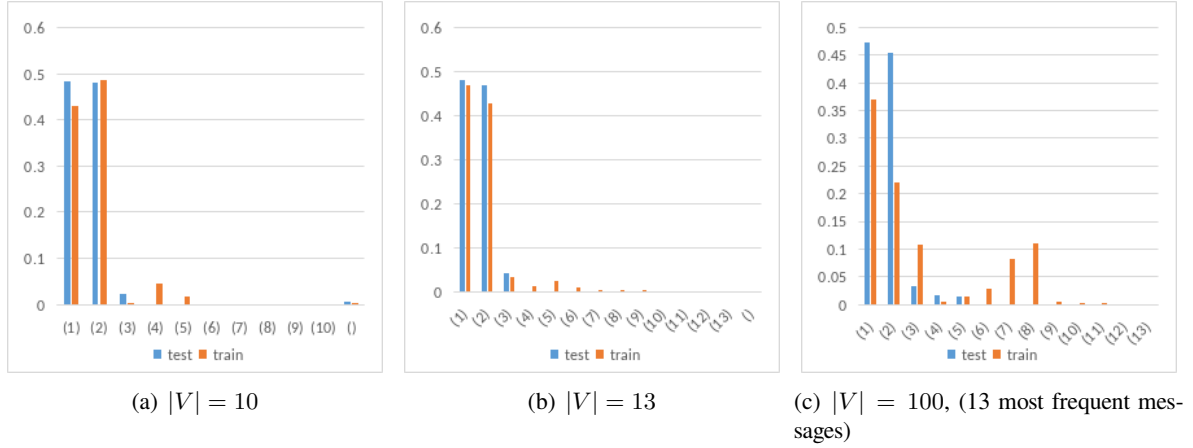 0.6
0.5
0.4
0.3
0.2
0.1
0
(1) (2) (3) (4) (5) (6) (7) (8) (9) (10) ()
test train
(a) |V| = 10
0.6
0.5
0.4
0.3
0.2
0.1
0
(1) (2) (3) (4) (5) (6) (7) (8) (9) (10) (11) (12) (13) ()
test train
(b) |V| = 13
0.5
0.45
0.4
0.35
0.3
0.25
0.2
0.15
0.1
0.05
0
(1) (2) (3) (4) (5) (6) (7) (8) (9) (10) (11) (12) (13)
test train
(c) |V| = 100, (13 most frequent mes-
sages)